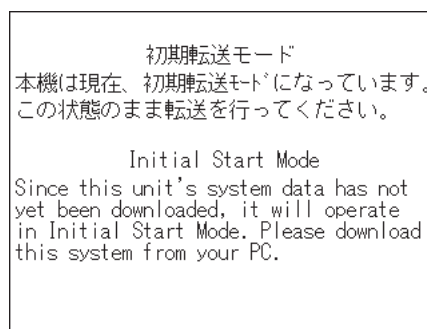 初期転送モード
本機は現在、初期転送ﾓｰﾄﾞになっています。
この状態のまま転送を行ってください。
Initial Start Mode
Since this unit's system data has not
yet been downloaded, it will operate
in Initial Start Mode. Please download
this system from your PC.